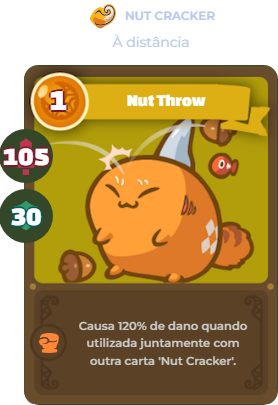 NUT CRACKER
À distância
1
Nut Throw
105
30
Causa 120% de dano quando
utilizada juntamente com
outra carta 'Nut Cracker'.